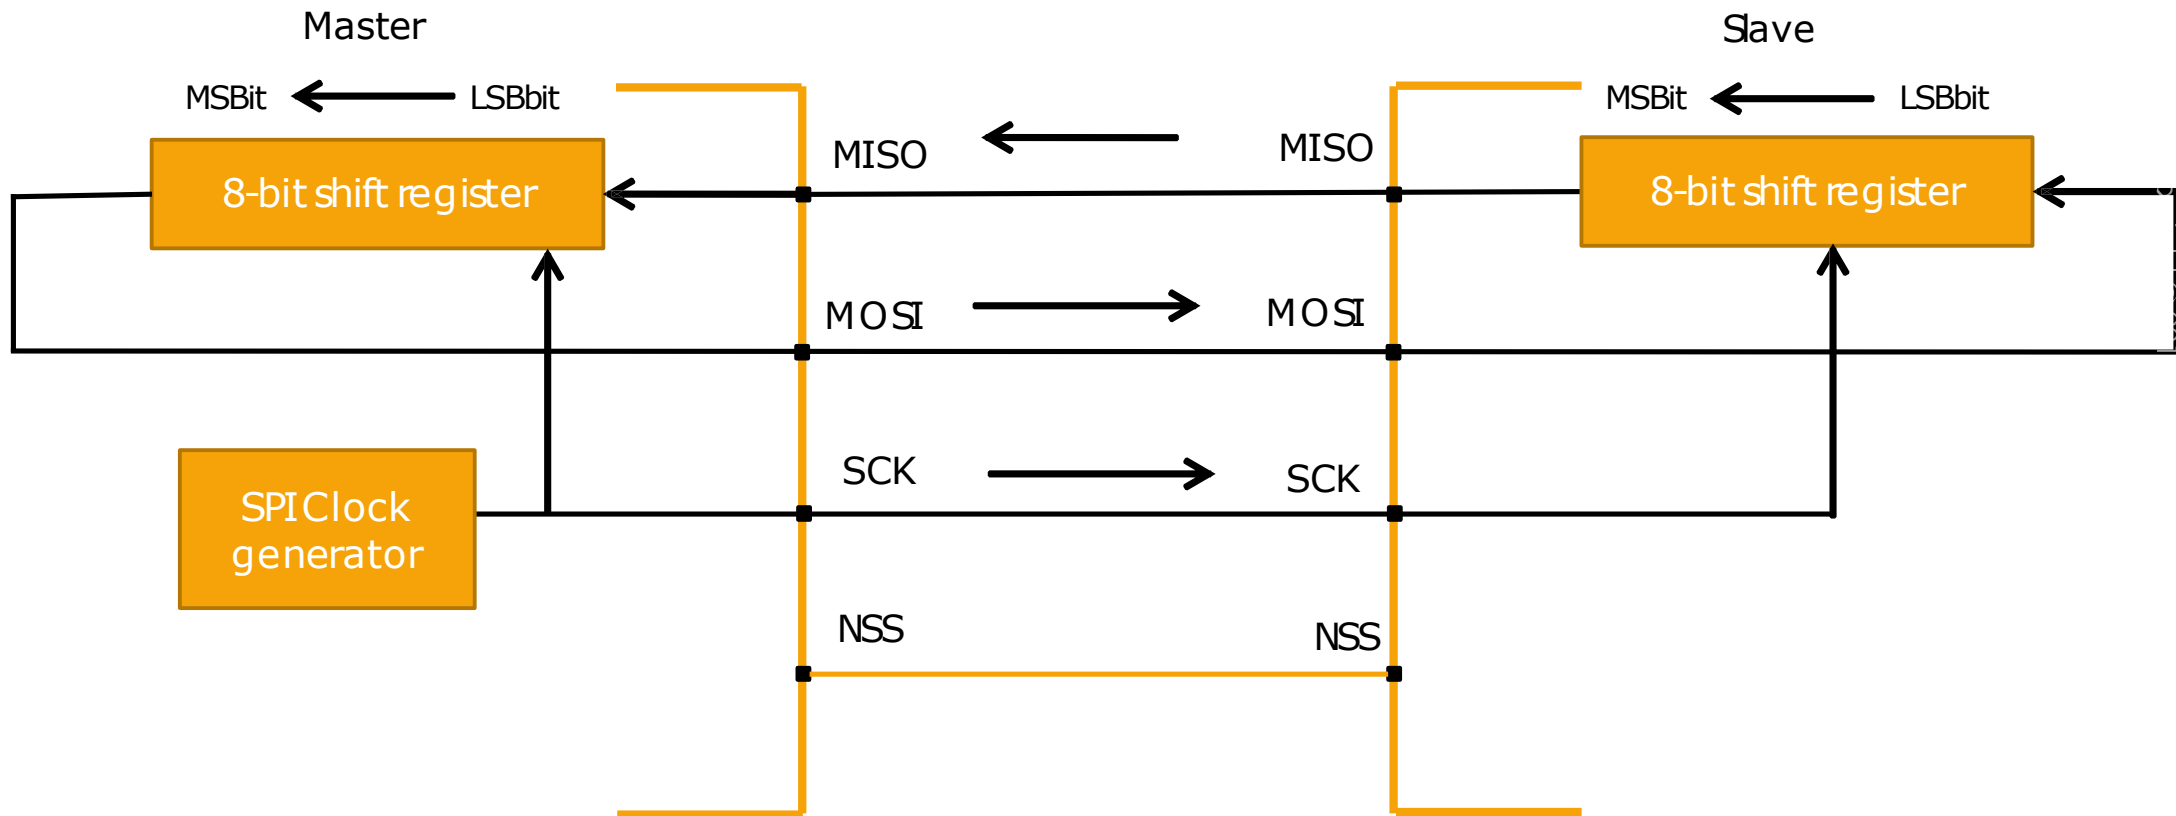 Master
Slave
MSBit
LSBbit
MSBit
LSBbit
MISO
MISO
8-bit shift register
8-bit shift register
MOSI
MOSI
SCK
SCK
SPI Clock
generator
NSS
NSS